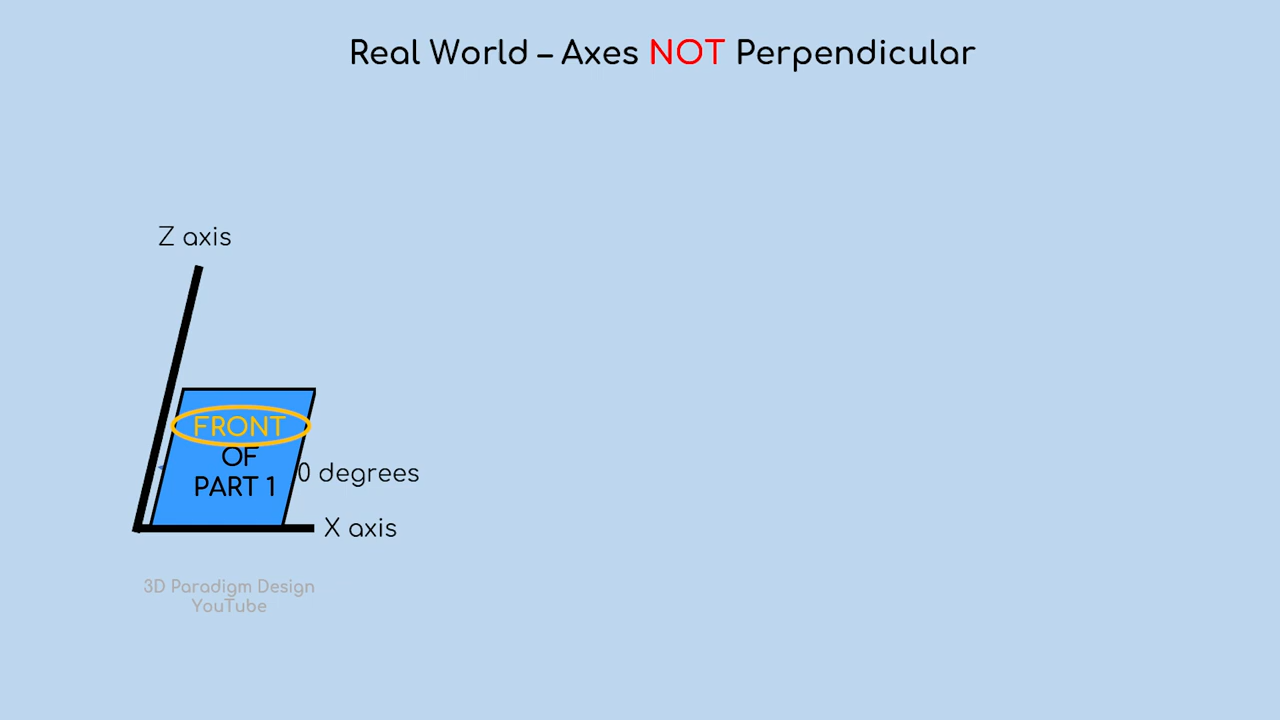 Real World – Axes NOT Perpendicular
Z axis
FRONT
OF
PART 1
0 degrees
X axis
3D Paradigm Design
YouTube